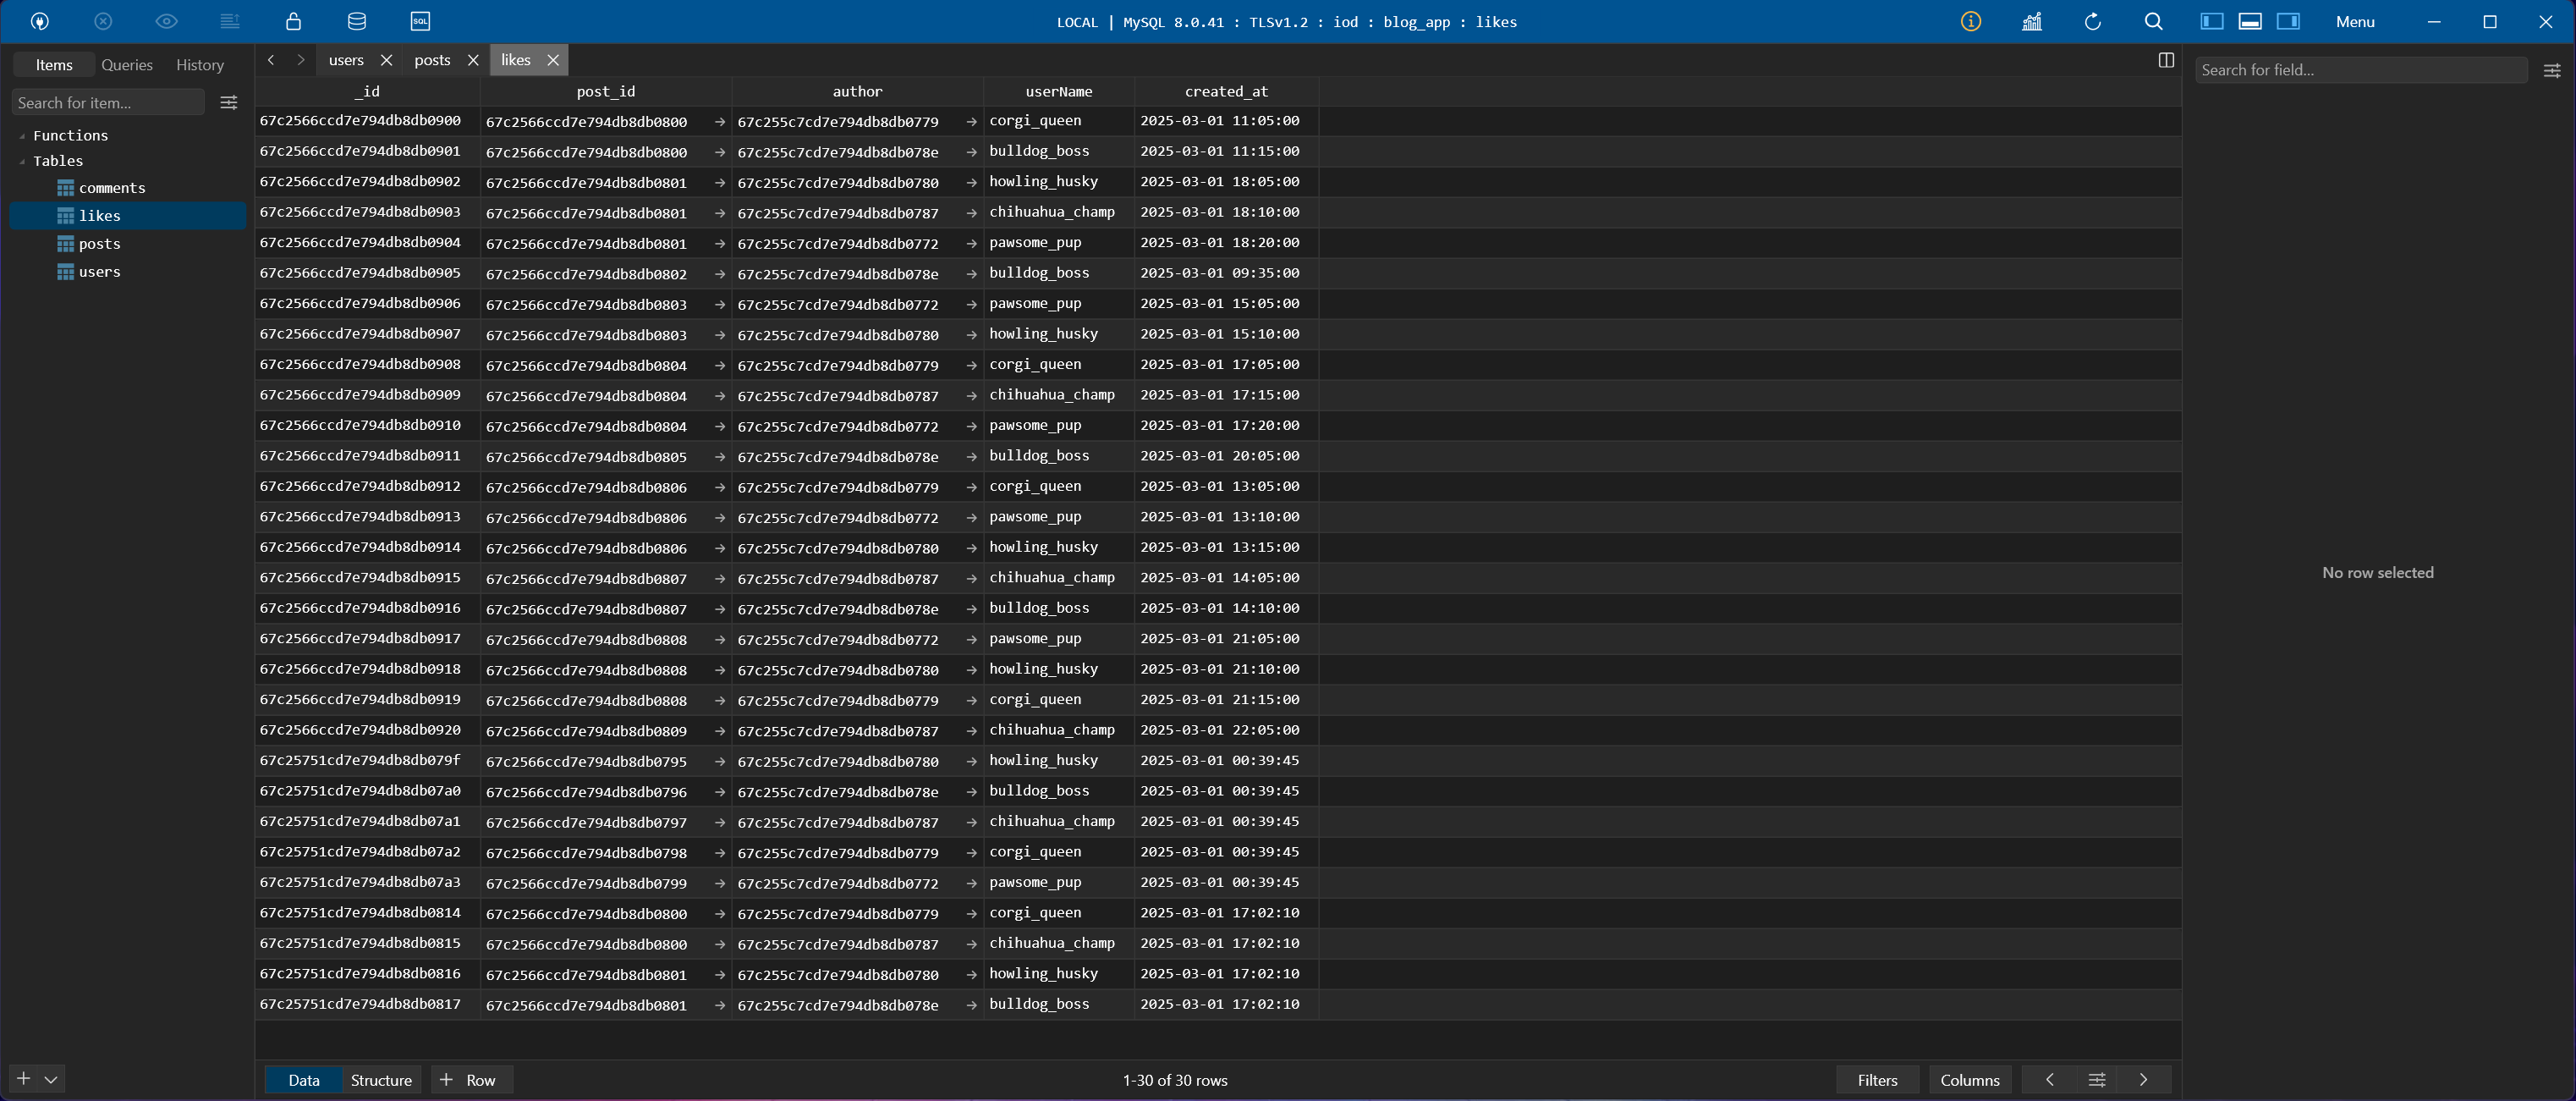 SQL
LOCAL | MySQL 8.0.41 : TLSv1.2 : iod : blog_app : likes
Menu
Items Queries History
Search for item...
Functions
Tables
comments
likes
posts
users
users posts likes
_id post_id author userName created_at
67c2566ccd7e794db8db0900 67c2566ccd7e794db8db0800 → 67c255c7cd7e794db8db0779 → corgi_queen 2025-03-01 11:05:00
67c2566ccd7e794db8db0901 67c2566ccd7e794db8db0800 → 67c255c7cd7e794db8db078e → bulldog_boss 2025-03-01 11:15:00
67c2566ccd7e794db8db0902 67c2566ccd7e794db8db0801 → 67c255c7cd7e794db8db0780 → howling_husky 2025-03-01 18:05:00
67c2566ccd7e794db8db0903 67c2566ccd7e794db8db0801 → 67c255c7cd7e794db8db0787 → chihuahua_champ 2025-03-01 18:10:00
67c2566ccd7e794db8db0904 67c2566ccd7e794db8db0801 → 67c255c7cd7e794db8db0772 → pawsome_pup 2025-03-01 18:20:00
67c2566ccd7e794db8db0905 67c2566ccd7e794db8db0802 → 67c255c7cd7e794db8db078e → bulldog_boss 2025-03-01 09:35:00
67c2566ccd7e794db8db0906 67c2566ccd7e794db8db0803 → 67c255c7cd7e794db8db0772 → pawsome_pup 2025-03-01 15:05:00
67c2566ccd7e794db8db0907 67c2566ccd7e794db8db0803 → 67c255c7cd7e794db8db0780 → howling_husky 2025-03-01 15:10:00
67c2566ccd7e794db8db0908 67c2566ccd7e794db8db0804 → 67c255c7cd7e794db8db0779 → corgi_queen 2025-03-01 17:05:00
67c2566ccd7e794db8db0909 67c2566ccd7e794db8db0804 → 67c255c7cd7e794db8db0787 → chihuahua_champ 2025-03-01 17:15:00
67c2566ccd7e794db8db0910 67c2566ccd7e794db8db0804 → 67c255c7cd7e794db8db0772 → pawsome_pup 2025-03-01 17:20:00
67c2566ccd7e794db8db0911 67c2566ccd7e794db8db0805 → 67c255c7cd7e794db8db078e → bulldog_boss 2025-03-01 20:05:00
67c2566ccd7e794db8db0912 67c2566ccd7e794db8db0806 → 67c255c7cd7e794db8db0779 → corgi_queen 2025-03-01 13:05:00
67c2566ccd7e794db8db0913 67c2566ccd7e794db8db0806 → 67c255c7cd7e794db8db0772 → pawsome_pup 2025-03-01 13:10:00
67c2566ccd7e794db8db0914 67c2566ccd7e794db8db0806 → 67c255c7cd7e794db8db0780 → howling_husky 2025-03-01 13:15:00
67c2566ccd7e794db8db0915 67c2566ccd7e794db8db0807 → 67c255c7cd7e794db8db0787 → chihuahua_champ 2025-03-01 14:05:00
67c2566ccd7e794db8db0916 67c2566ccd7e794db8db0807 → 67c255c7cd7e794db8db078e → bulldog_boss 2025-03-01 14:10:00
67c2566ccd7e794db8db0917 67c2566ccd7e794db8db0808 → 67c255c7cd7e794db8db0772 → pawsome_pup 2025-03-01 21:05:00
67c2566ccd7e794db8db0918 67c2566ccd7e794db8db0808 → 67c255c7cd7e794db8db0780 → howling_husky 2025-03-01 21:10:00
67c2566ccd7e794db8db0919 67c2566ccd7e794db8db0808 → 67c255c7cd7e794db8db0779 → corgi_queen 2025-03-01 21:15:00
67c2566ccd7e794db8db0920 67c2566ccd7e794db8db0809 → 67c255c7cd7e794db8db0787 → chihuahua_champ 2025-03-01 22:05:00
67c25751cd7e794db8db079f 67c2566ccd7e794db8db0795 → 67c255c7cd7e794db8db0780 → howling_husky 2025-03-01 00:39:45
67c25751cd7e794db8db07a0 67c2566ccd7e794db8db0796 → 67c255c7cd7e794db8db078e → bulldog_boss 2025-03-01 00:39:45
67c25751cd7e794db8db07a1 67c2566ccd7e794db8db0797 → 67c255c7cd7e794db8db0787 → chihuahua_champ 2025-03-01 00:39:45
67c25751cd7e794db8db07a2 67c2566ccd7e794db8db0798 → 67c255c7cd7e794db8db0779 → corgi_queen 2025-03-01 00:39:45
67c25751cd7e794db8db07a3 67c2566ccd7e794db8db0799 → 67c255c7cd7e794db8db0772 → pawsome_pup 2025-03-01 00:39:45
67c25751cd7e794db8db0814 67c2566ccd7e794db8db0800 → 67c255c7cd7e794db8db0779 → corgi_queen 2025-03-01 17:02:10
67c25751cd7e794db8db0815 67c2566ccd7e794db8db0800 → 67c255c7cd7e794db8db0787 → chihuahua_champ 2025-03-01 17:02:10
67c25751cd7e794db8db0816 67c2566ccd7e794db8db0801 → 67c255c7cd7e794db8db0780 → howling_husky 2025-03-01 17:02:10
67c25751cd7e794db8db0817 67c2566ccd7e794db8db0801 → 67c255c7cd7e794db8db078e → bulldog_boss 2025-03-01 17:02:10
Data Structure + Row 1-30 of 30 rows Filters Columns
Search for field...
No row selected